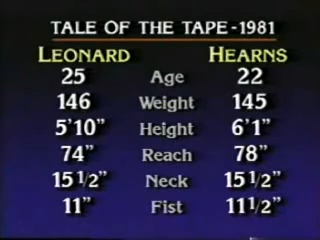 TALE OF THE TAPE - 1981
LEONARD HEARNS
25 Age 22
146 Weight 145
5'10" Height 6'1"
74" Reach 78"
15 1/2" Neck 15 1/2"
11" Fist 11 1/2"